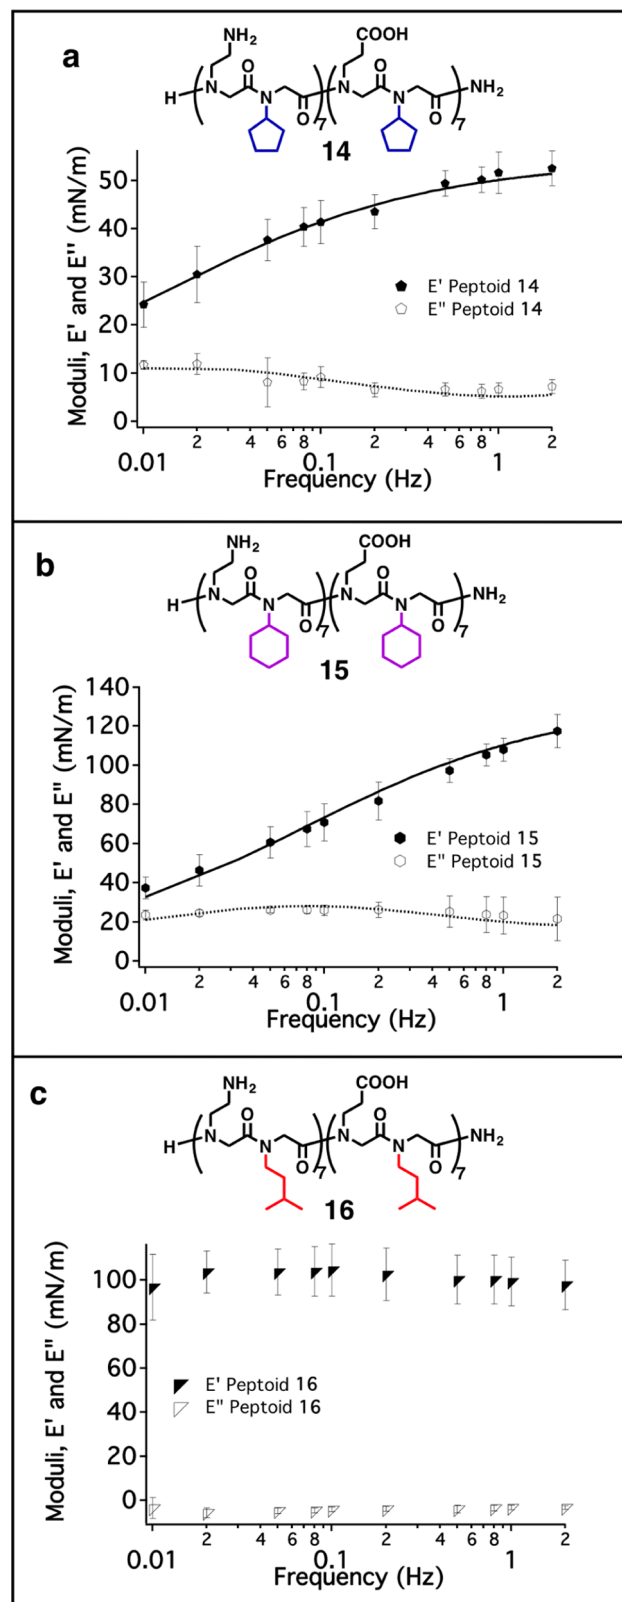 a
NH2 COOH
H N O N O 7 N O N O 7 NH2
14
Moduli, E' and E" (mN/m)
50
40
30
20
10
0
E' Peptoid 14
E" Peptoid 14
2 4 6 8 2 4 6 8 2
0.01 0.1 1
Frequency (Hz)
b
NH2 COOH
H N O N O 7 N O N O 7 NH2
15
Moduli, E' and E" (mN/m)
140
120
100
80
60
40
20
0
E' Peptoid 15
E" Peptoid 15
2 4 6 8 2 4 6 8 2
0.01 0.1 1
Frequency (Hz)
c
NH2 COOH
H N O N O 7 N O N O 7 NH2
16
Moduli, E' and E" (mN/m)
100
80
60
40
20
0
E' Peptoid 16
E" Peptoid 16
2 4 6 8 2 4 6 8 2
0.01 0.1 1
Frequency (Hz)